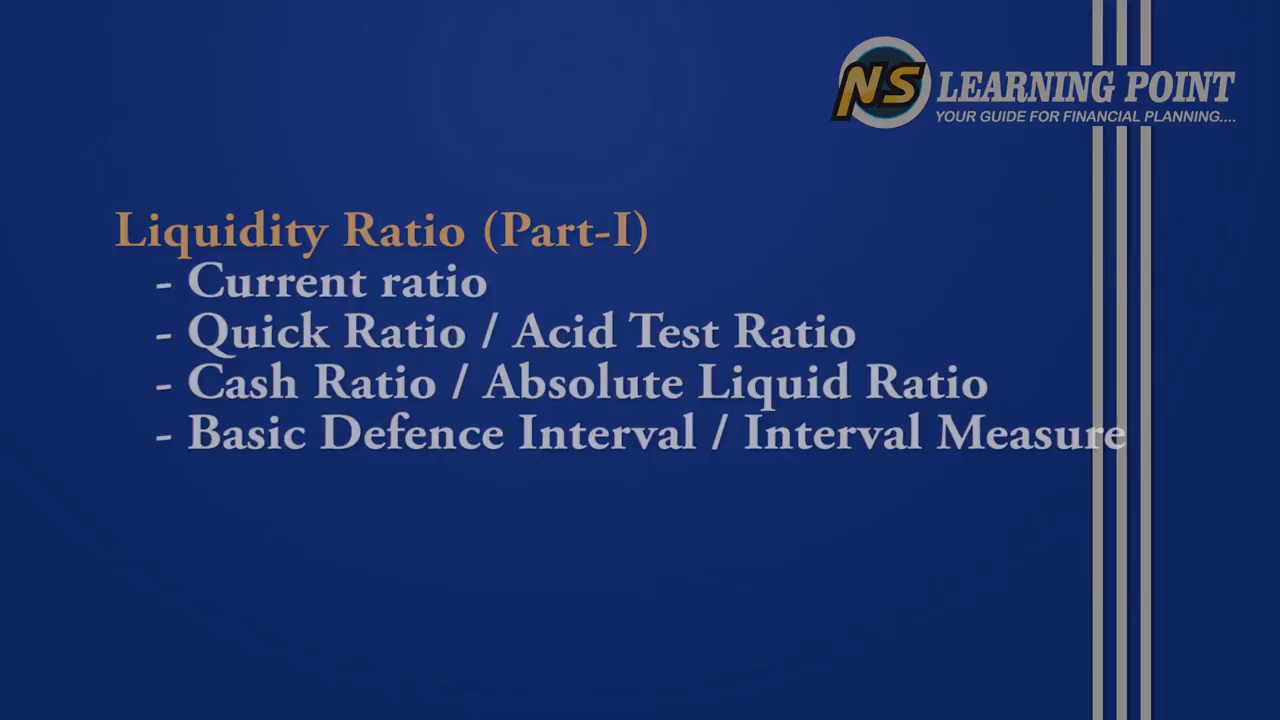 NS LEARNING POINT
YOUR GUIDE FOR FINANCIAL PLANNING....
Liquidity Ratio (Part-I)
- Current ratio
- Quick Ratio / Acid Test Ratio
- Cash Ratio / Absolute Liquid Ratio
- Basic Defence Interval / Interval Measure